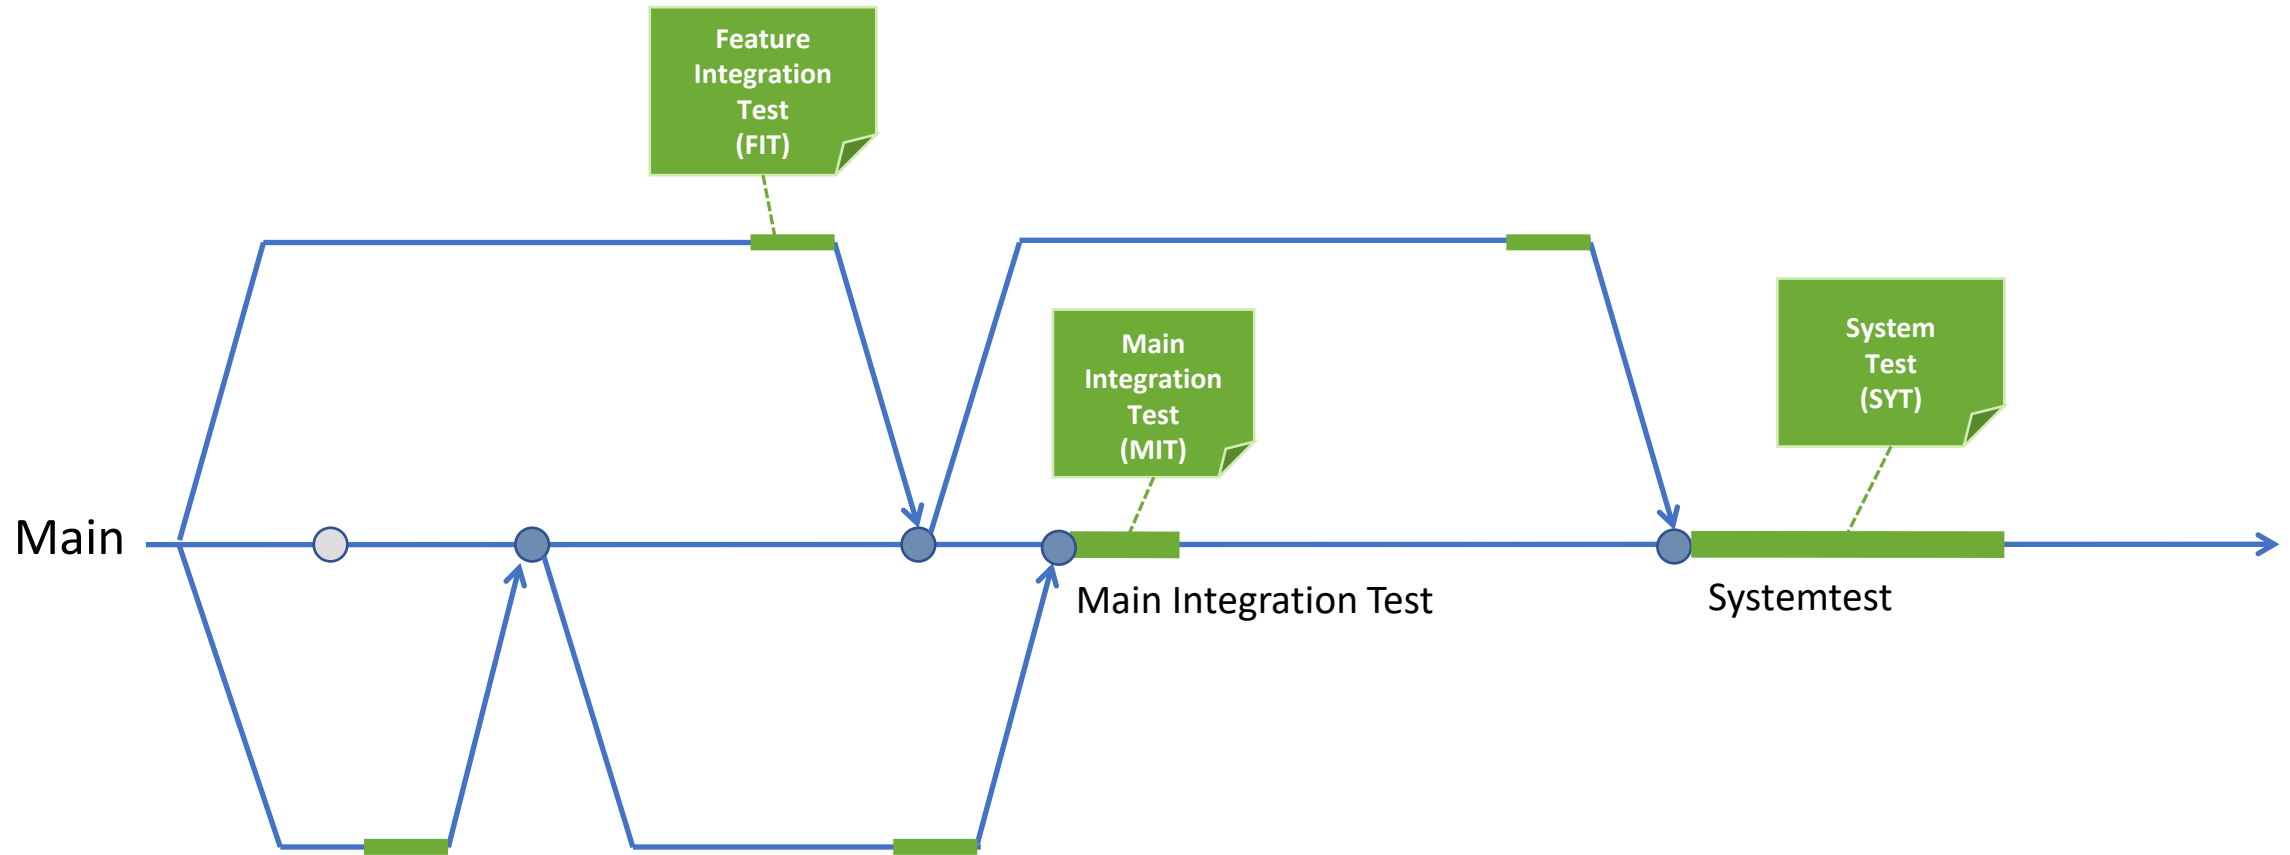 Feature
Integration
Test
(FIT)
Main
Integration
Test
(MIT)
System
Test
(SYT)
Main
Main Integration Test
Systemtest